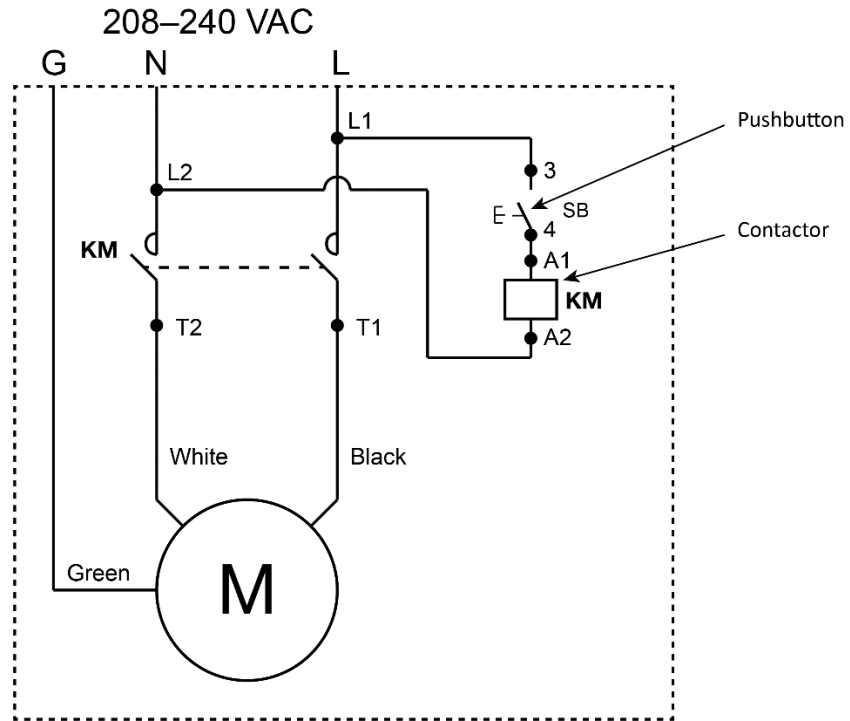 208–240 VAC
G N L
L1
Pushbutton
3
L2
SB
4
KM
Contactor
A1
KM
T2 T1
A2
White Black
Green
M